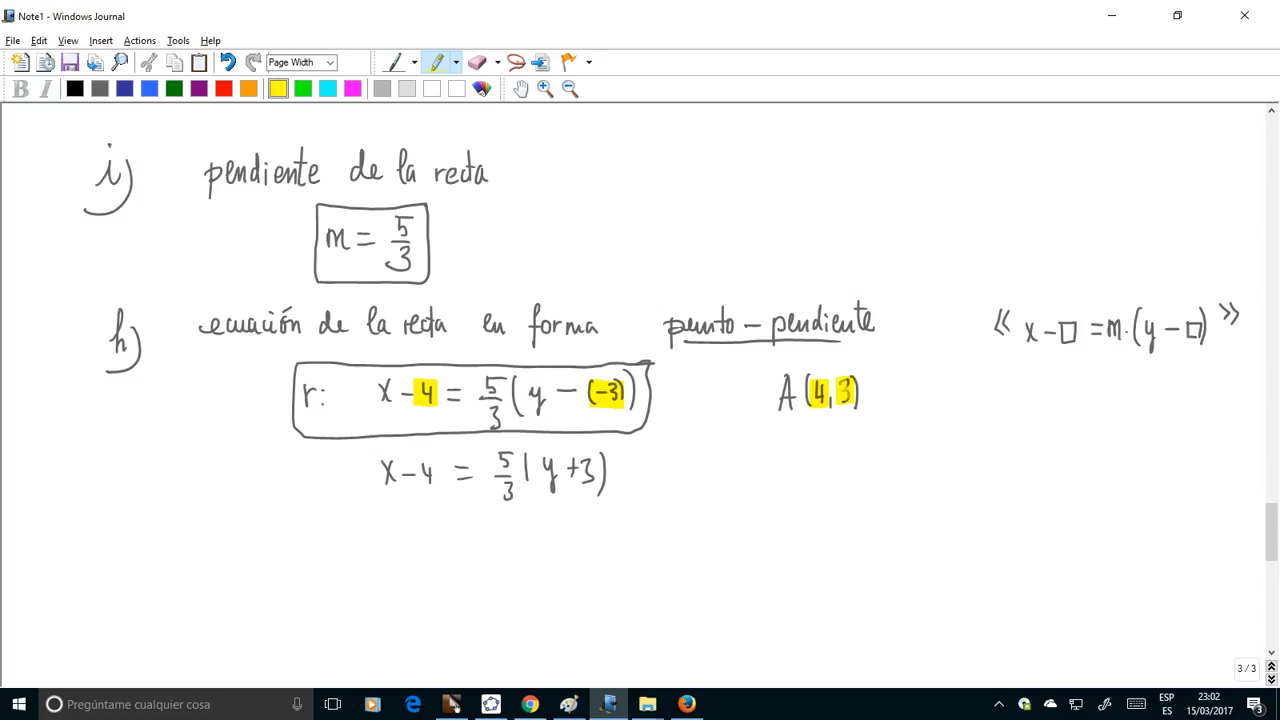 Note1 - Windows Journal
File Edit View Insert Actions Tools Help
Page Width
B I
i) pendiente de la recta
m = 5/3
h) ecuación de la recta en forma punto - pendiente « x - □ = m · (y - □) »
r: x - 4 = 5/3 (y - (-3)) A(4, 3)
x - 4 = 5/3 (y + 3)
3 / 3
Pregúntame cualquier cosa
ESP 23:02
ES 15/03/2017
3